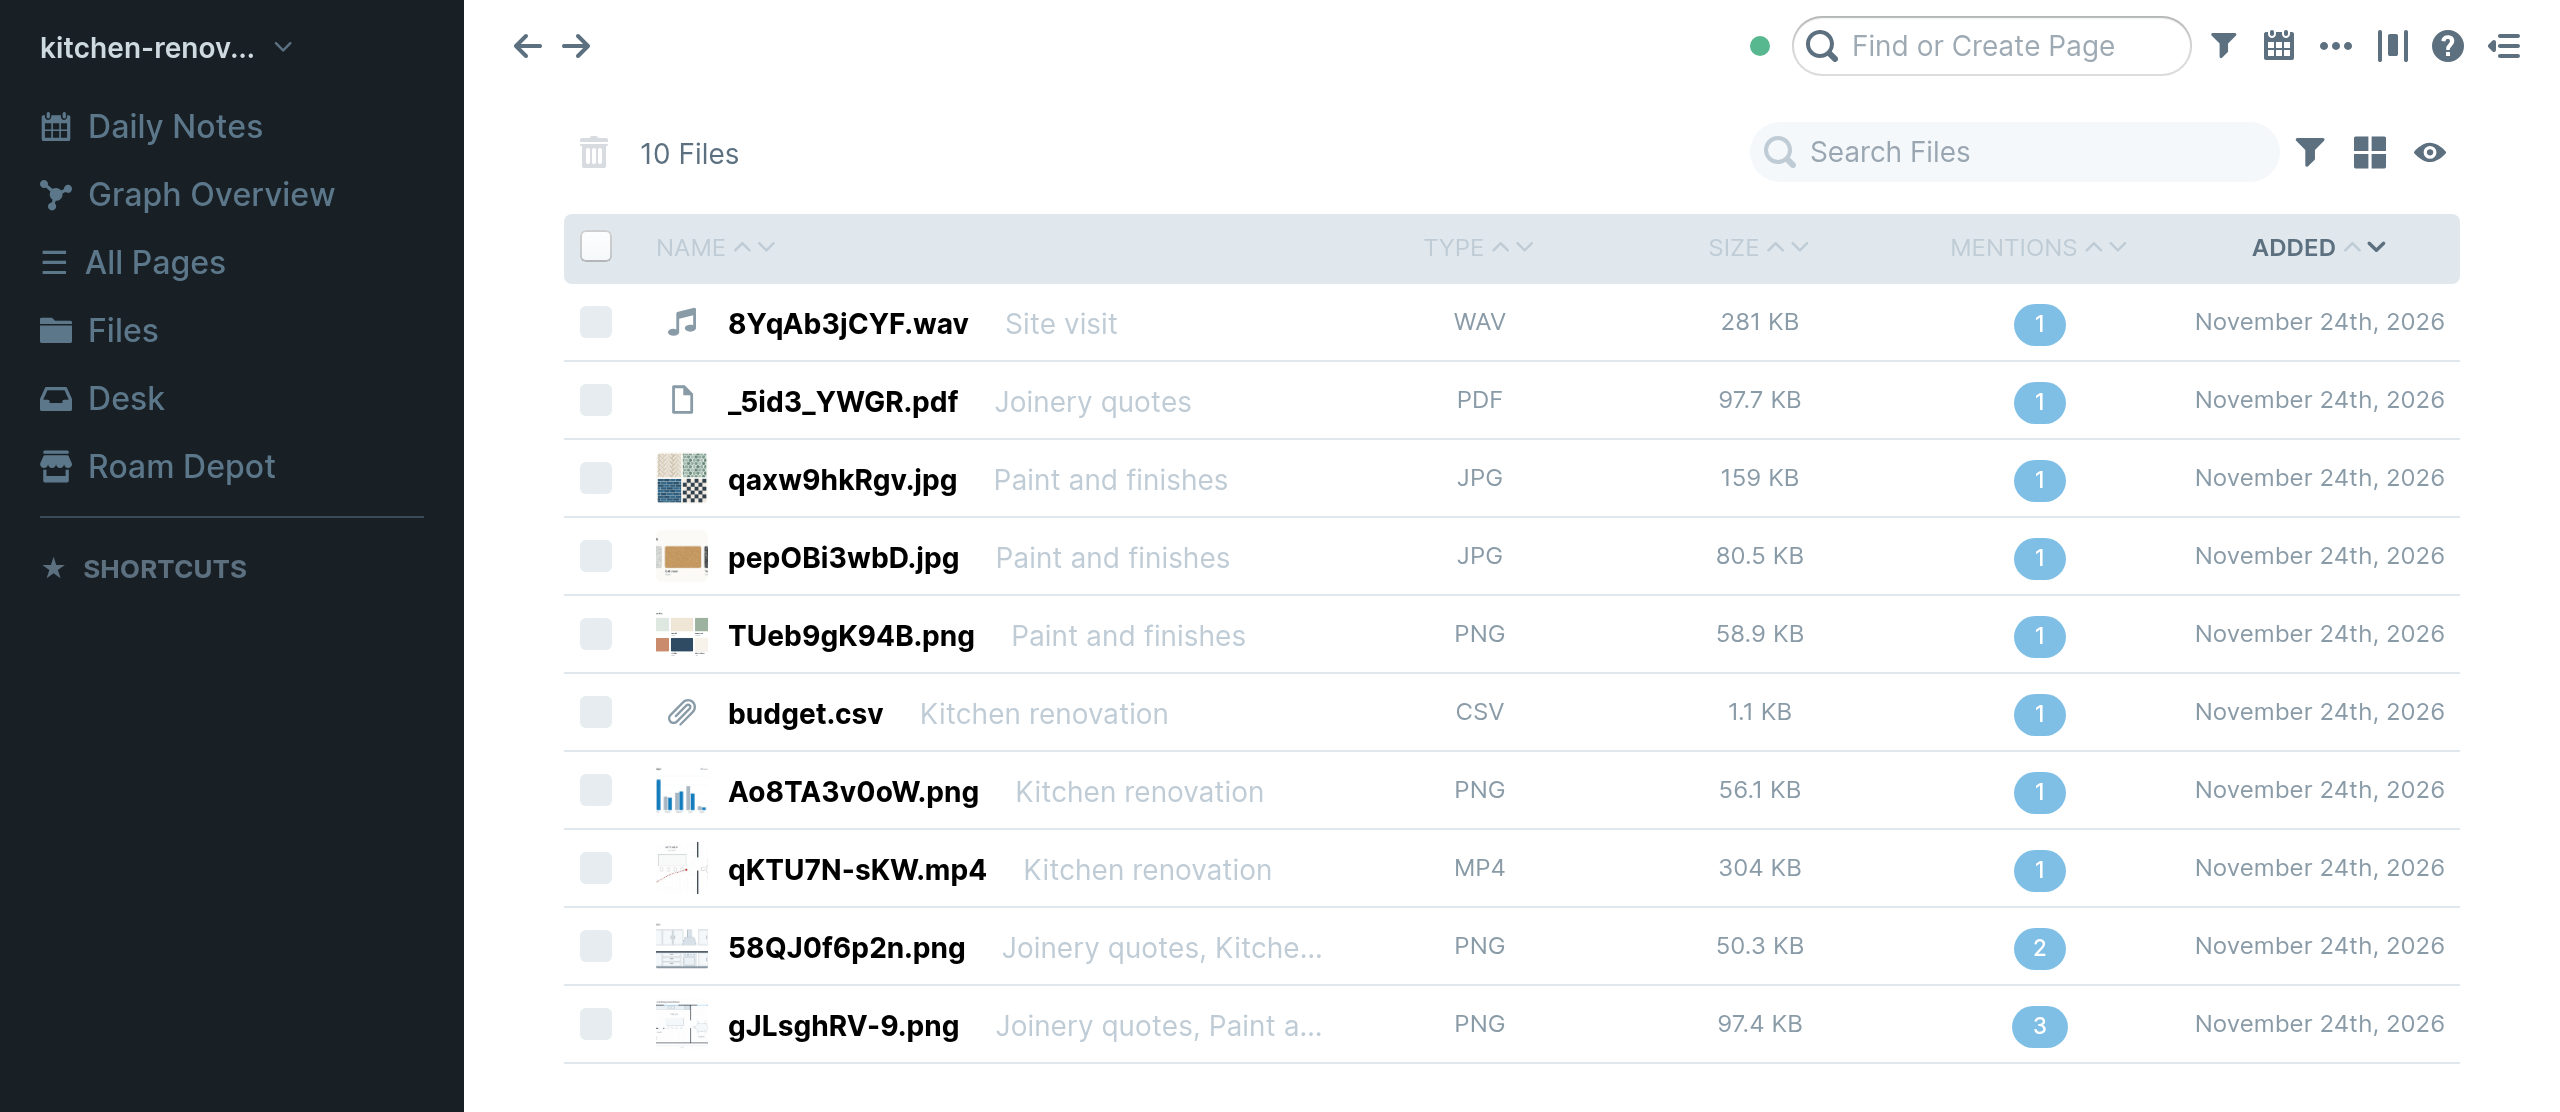 kitchen-renov...
Daily Notes
Graph Overview
All Pages
Files
Desk
Roam Depot
SHORTCUTS
Find or Create Page
10 Files
Search Files
NAME TYPE SIZE MENTIONS ADDED
8YqAb3jCYF.wav Site visit WAV 281 KB 1 November 24th, 2026
_5id3_YWGR.pdf Joinery quotes PDF 97.7 KB 1 November 24th, 2026
qaxw9hkRgv.jpg Paint and finishes JPG 159 KB 1 November 24th, 2026
pepOBi3wbD.jpg Paint and finishes JPG 80.5 KB 1 November 24th, 2026
TUeb9gK94B.png Paint and finishes PNG 58.9 KB 1 November 24th, 2026
budget.csv Kitchen renovation CSV 1.1 KB 1 November 24th, 2026
Ao8TA3v0oW.png Kitchen renovation PNG 56.1 KB 1 November 24th, 2026
qKTU7N-sKW.mp4 Kitchen renovation MP4 304 KB 1 November 24th, 2026
58QJ0f6p2n.png Joinery quotes, Kitche... PNG 50.3 KB 2 November 24th, 2026
gJLsghRV-9.png Joinery quotes, Paint a... PNG 97.4 KB 3 November 24th, 2026